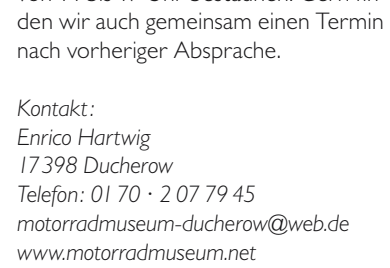 den wir auch gemeinsam einen Termin
nach vorheriger Absprache.
Kontakt:
Enrico Hartwig
17398 Ducherow
Telefon: 01 70 · 2 07 79 45
motorradmuseum-ducherow@web.de
www.motorradmuseum.net